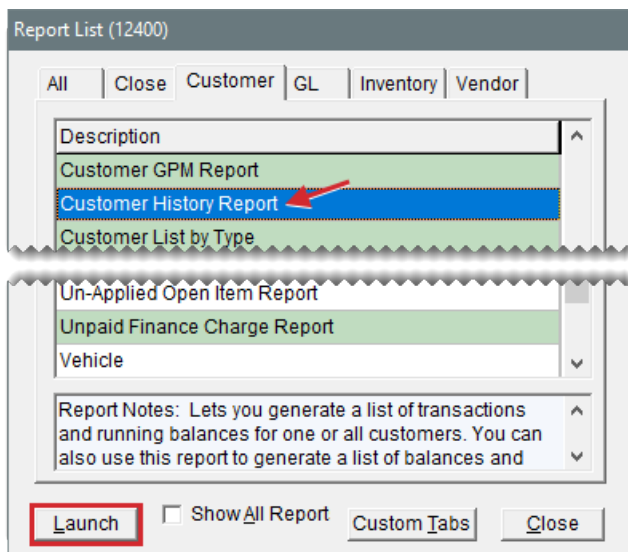 Report List (12400)
All Close Customer GL Inventory Vendor
Description
Customer GPM Report
Customer History Report
Customer List by Type
Un-Applied Open Item Report
Unpaid Finance Charge Report
Vehicle
Report Notes: Lets you generate a list of transactions
and running balances for one or all customers. You can
also use this report to generate a list of balances and
Launch Show All Report Custom Tabs Close